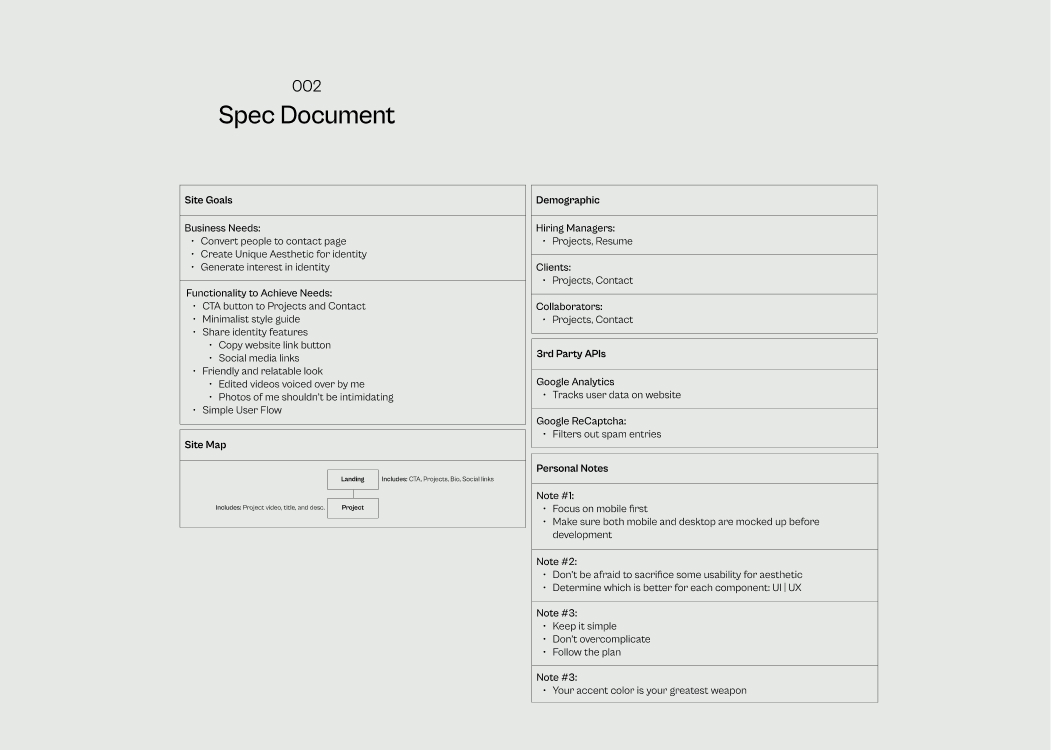 002
Spec Document
Site Goals
Business Needs:
• Convert people to contact page
• Create Unique Aesthetic for identity
• Generate interest in identity
Functionality to Achieve Needs:
• CTA button to Projects and Contact
• Minimalist style guide
• Share identity features
• Copy website link button
• Social media links
• Friendly and relatable look
• Edited videos voiced over by me
• Photos of me shouldn't be intimidating
• Simple User Flow
Site Map
Landing
Includes: CTA, Projects, Bio, Social links
Includes: Project video, title, and desc.
Project
Demographic
Hiring Managers:
• Projects, Resume
Clients:
• Projects, Contact
Collaborators:
• Projects, Contact
3rd Party APIs
Google Analytics
• Tracks user data on website
Google ReCaptcha:
• Filters out spam entries
Personal Notes
Note #1:
• Focus on mobile first
• Make sure both mobile and desktop are mocked up before
development
Note #2:
• Don't be afraid to sacrifice some usability for aesthetic
• Determine which is better for each component: UI | UX
Note #3:
• Keep it simple
• Don't overcomplicate
• Follow the plan
Note #3:
• Your accent color is your greatest weapon